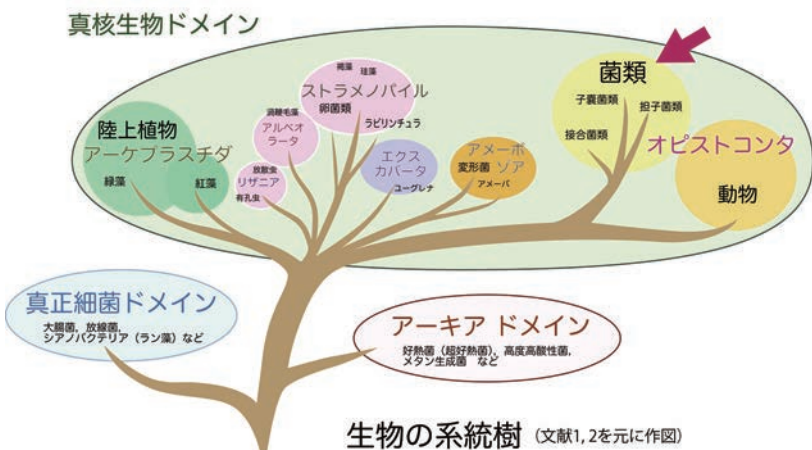 真核生物ドメイン
褐藻
珪藻
ストラメノパイル
卵菌類
ラビリンチュラ
渦鞭毛藻
アルベオ
ラータ
放散虫
リザリア
有孔虫
陸上植物
アーケプラスチダ
緑藻
紅藻
エクス
カバータ
ユーグレナ
アメーボ
変形菌 ゾア
アメーバ
菌類
子嚢菌類
担子菌類
接合菌類
オピストコンタ
動物
真正細菌ドメイン
大腸菌，放線菌，
シアノバクテリア（ラン藻）など
アーキア ドメイン
好熱菌（超好熱菌），高度高酸性菌，
メタン生成菌 など
生物の系統樹 （文献1, 2を元に作図）